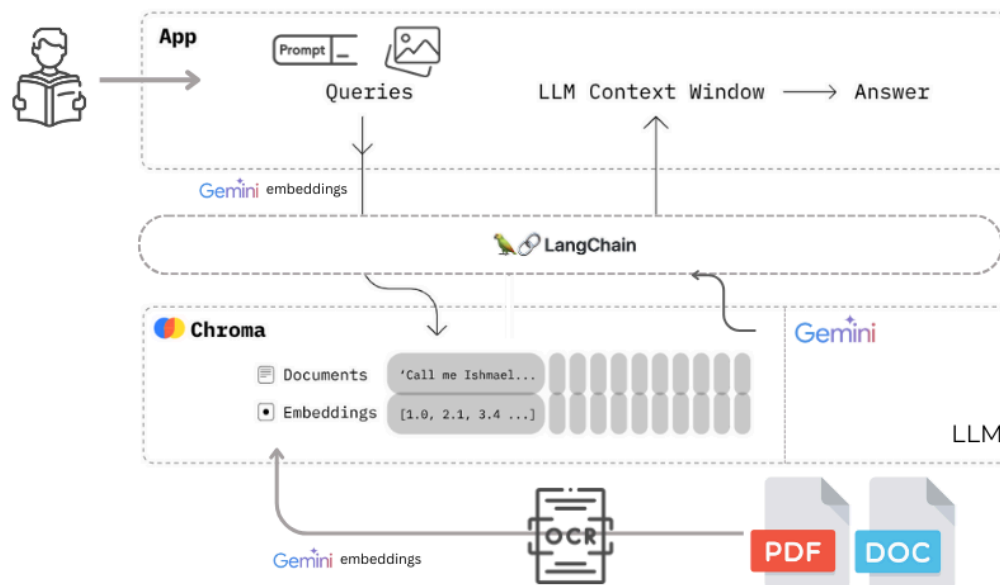 App
Prompt _
Queries
LLM Context Window
Answer
Gemini embeddings
LangChain
Chroma
Gemini
Documents
‘Call me Ishmael...
Embeddings
[1.0, 2.1, 3.4 ...]
LLM
OCR
PDF
DOC
Gemini embeddings